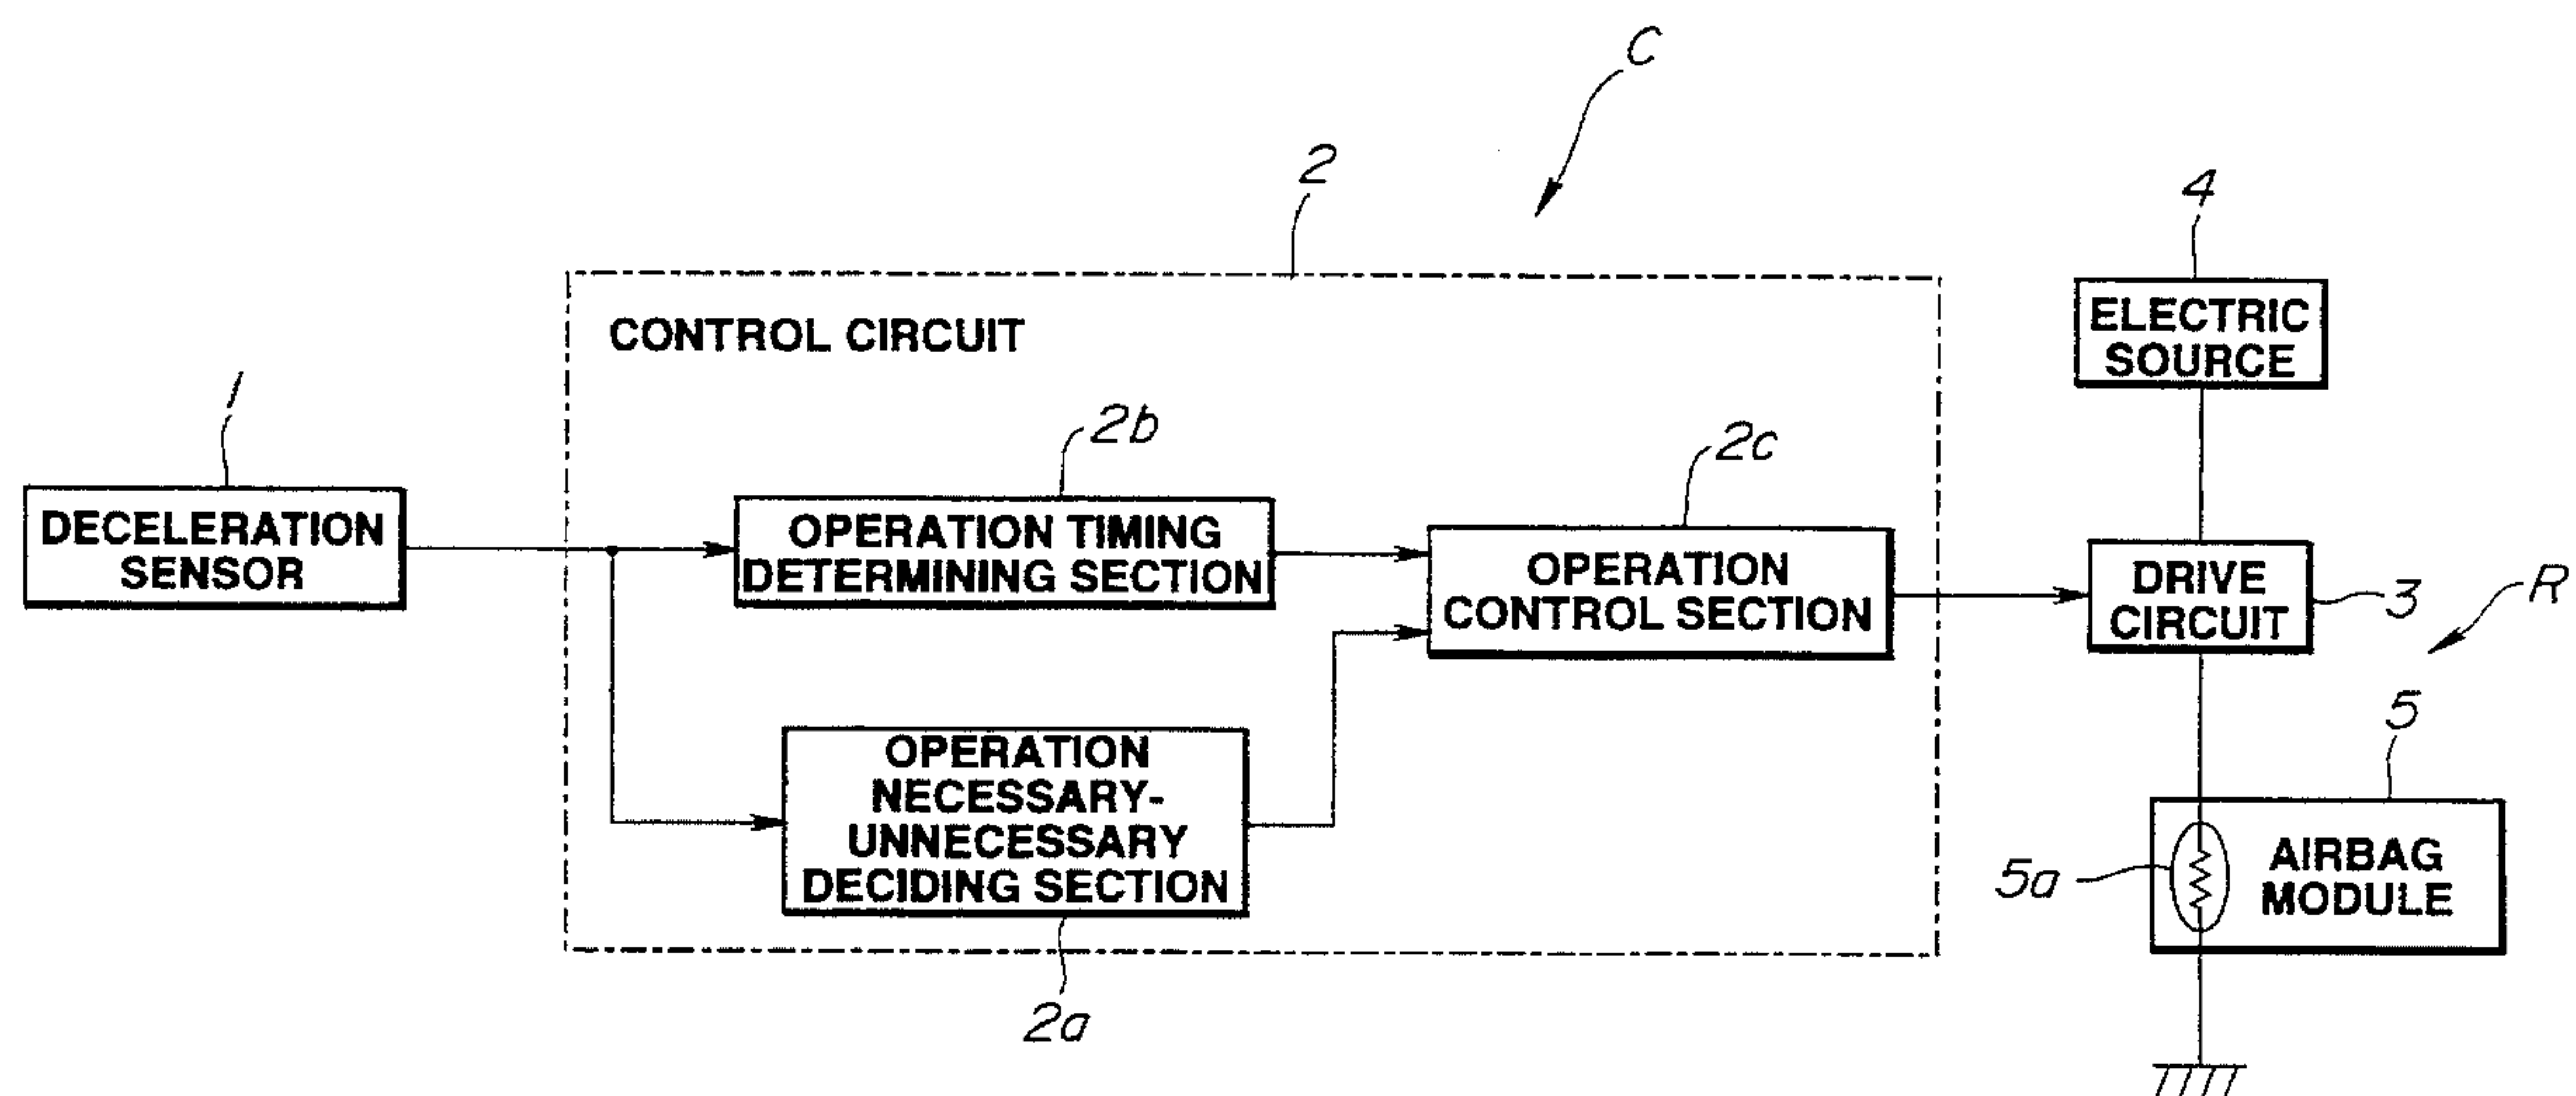 C
2
4
ELECTRIC
SOURCE
CONTROL CIRCUIT
1
2b
2c
DECELERATION
SENSOR
OPERATION TIMING
DETERMINING SECTION
OPERATION
CONTROL SECTION
DRIVE
CIRCUIT
3
R
5
OPERATION
NECESSARY-
UNNECESSARY
DECIDING SECTION
5a
AIRBAG
MODULE
2a